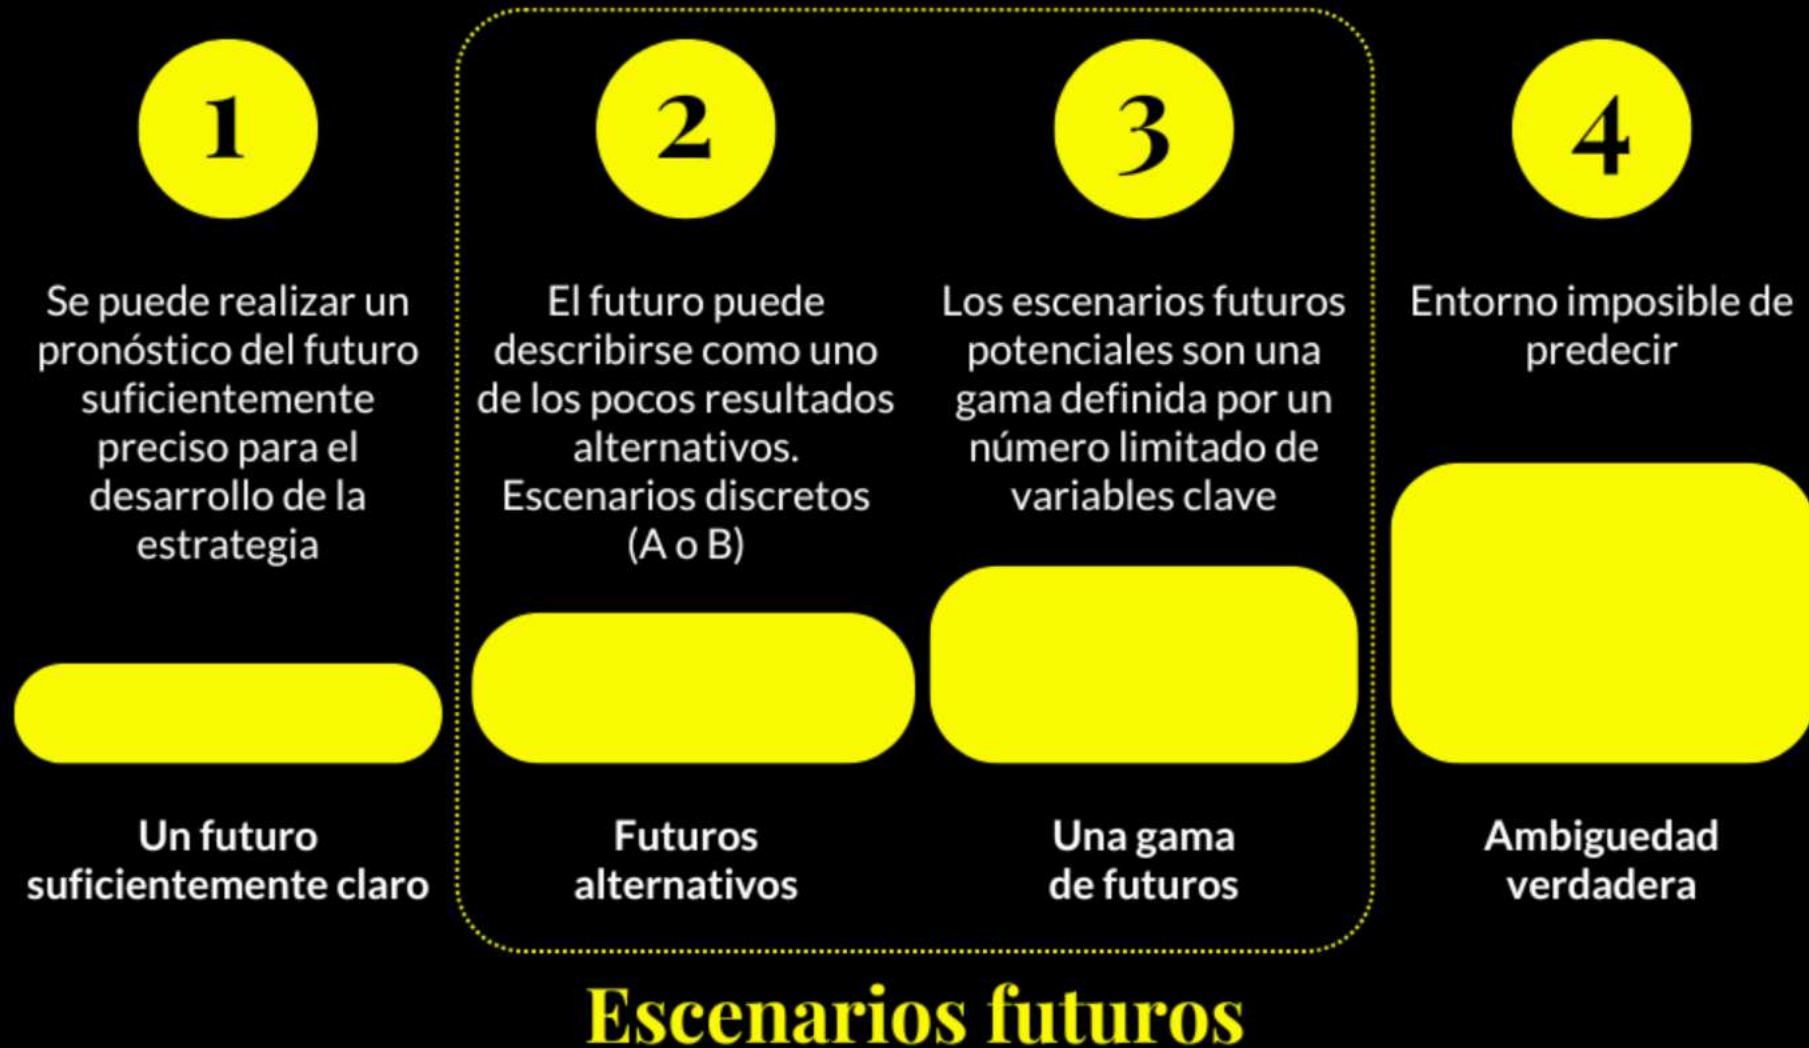 1
Se puede realizar un
pronóstico del futuro
suficientemente
preciso para el
desarrollo de la
estrategia
Un futuro
suficientemente claro
2
El futuro puede
describirse como uno
de los pocos resultados
alternativos.
Escenarios discretos
(A o B)
Futuros
alternativos
3
Los escenarios futuros
potenciales son una
gama definida por un
número limitado de
variables clave
Una gama
de futuros
4
Entorno imposible de
predecir
Ambiguedad
verdadera
Escenarios futuros